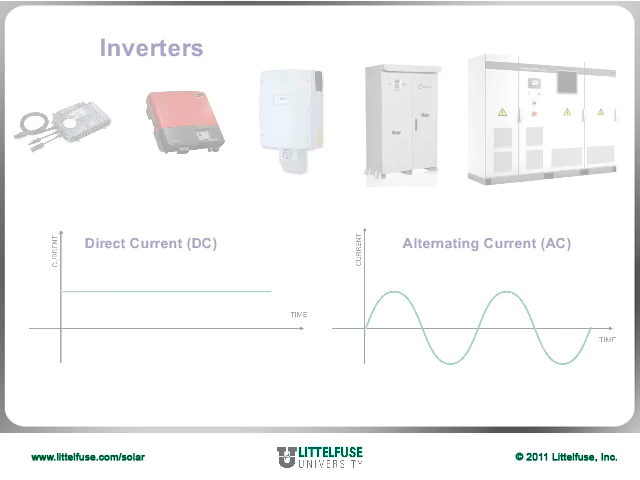 Inverters
Direct Current (DC)
CURRENT
TIME
Alternating Current (AC)
CURRENT
TIME
www.littelfuse.com/solar
LITTELFUSE
UNIVERSITY
© 2011 Littelfuse, Inc.